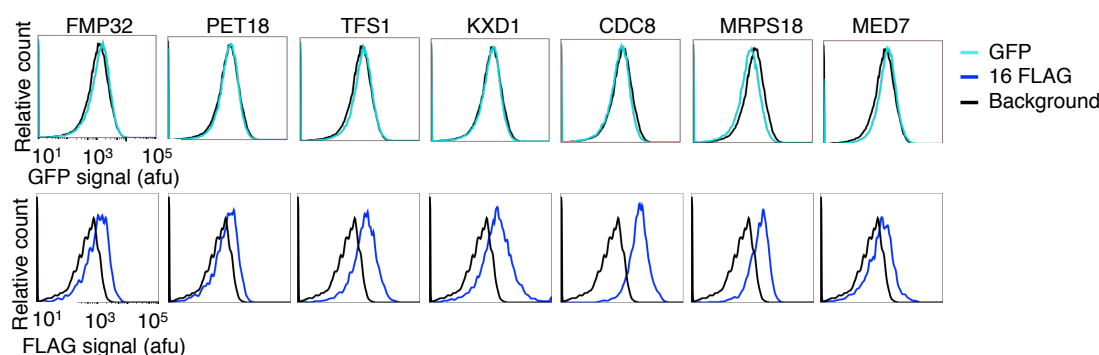 FMP32 PET18 TFS1 KXD1 CDC8 MRPS18 MED7
Relative count
GFP
16 FLAG
Background
10¹ 10³ 10⁵
GFP signal (afu)
Relative count
10¹ 10³ 10⁵
FLAG signal (afu)